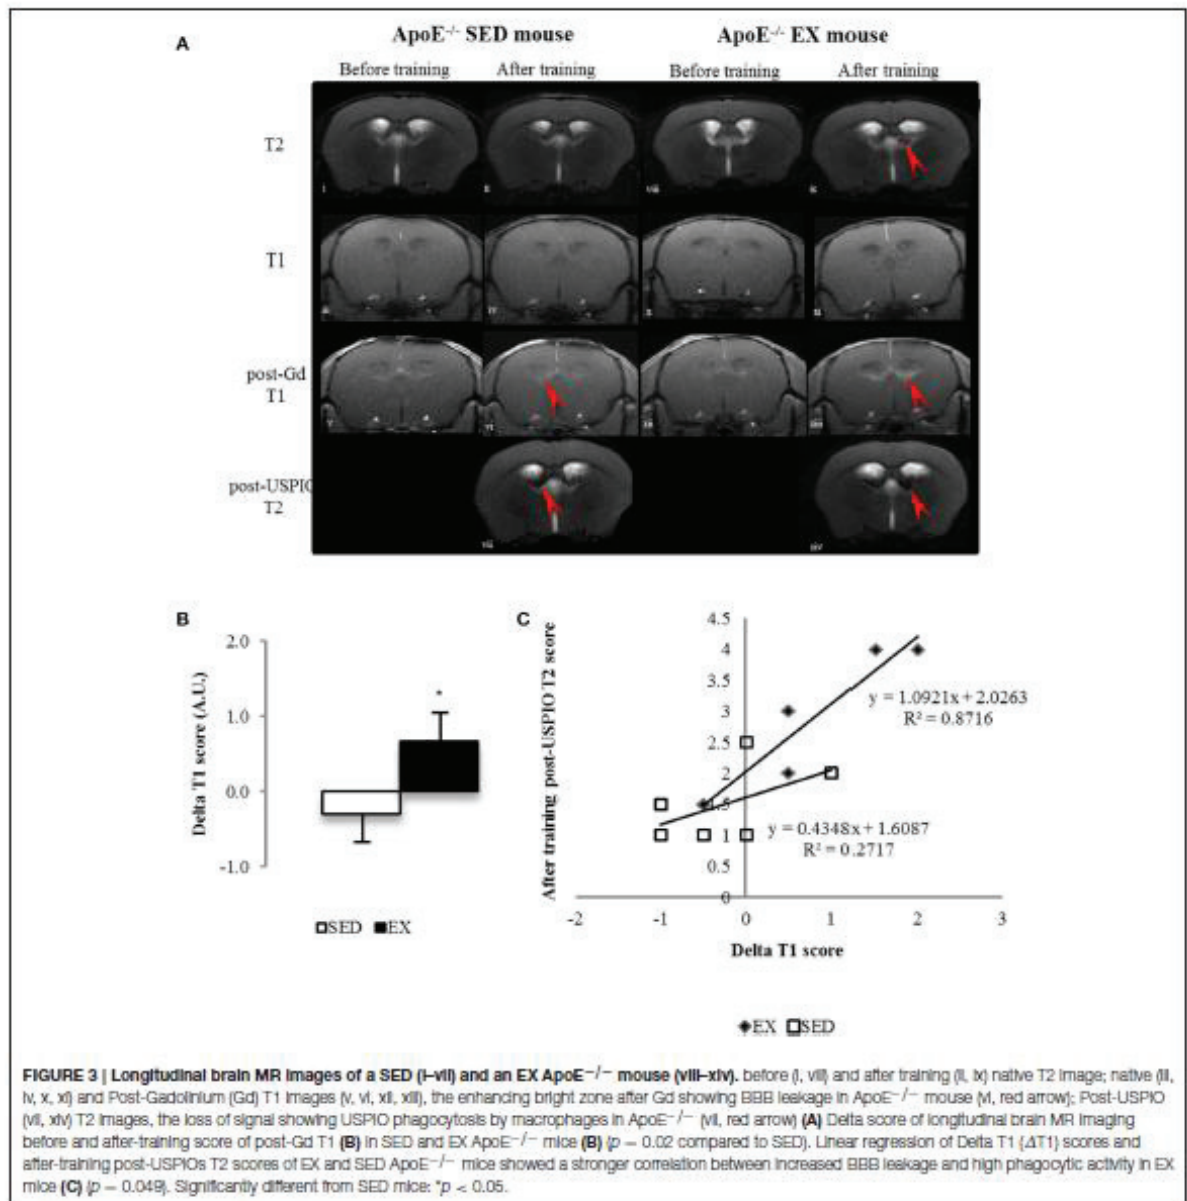 A
ApoE-/- SED mouse
ApoE-/- EX mouse
Before training
After training
Before training
After training
T2
T1
post-Gd
T1
post-USPIO
T2
B
Delta T1 score (A.U.)
2.0
1.0
0.0
-1.0
*
SED EX
C
After training post-USPIO T2 score
4.5
4
3.5
3
2.5
2
1.5
1
0.5
0
-2 -1 0 1 2 3
y = 1.0921x + 2.0263
R² = 0.8716
y = 0.4348x + 1.6087
R² = 0.2717
Delta T1 score
EX SED
FIGURE 3 | Longitudinal brain MR images of a SED (i–vii) and an EX ApoE−/− mouse (viii–xiv). before (i, viii) and after training (ii, ix) native T2 image; native (iii,
iv, x, xi) and Post-Gadolinium (Gd) T1 images (v, vi, xii, xiii), the enhancing bright zone after Gd showing BBB leakage in ApoE−/− mouse (vi, red arrow); Post-USPIO
(vii, xiv) T2 images, the loss of signal showing USPIO phagocytosis by macrophages in ApoE−/− (vii, red arrow) (A) Delta score of longitudinal brain MR imaging
before and after-training score of post-Gd T1 (B) in SED and EX ApoE−/− mice (B) (p = 0.02 compared to SED). Linear regression of Delta T1 (ΔT1) scores and
after-training post-USPIOs T2 scores of EX and SED ApoE−/− mice showed a stronger correlation between increased BBB leakage and high phagocytic activity in EX
mice (C) (p = 0.049). Significantly different from SED mice: *p < 0.05.